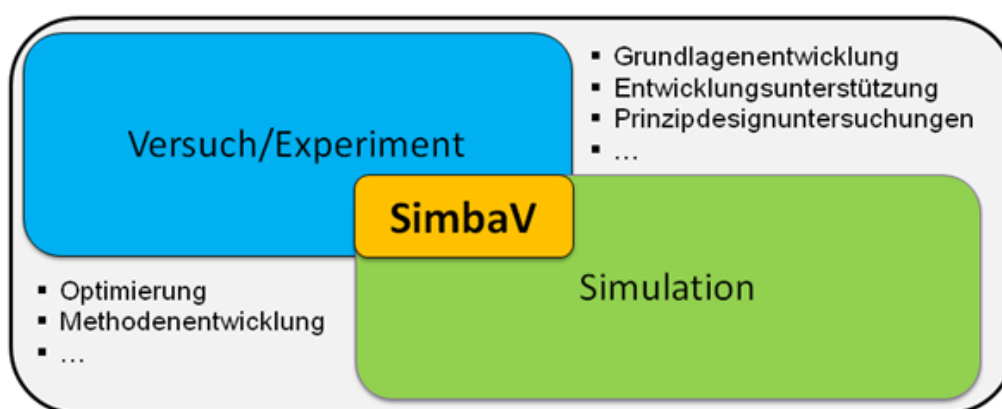 Versuch/Experiment
▪ Grundlagenentwicklung
▪ Entwicklungsunterstützung
▪ Prinzipdesignuntersuchungen
▪ ...
SimbaV
Simulation
▪ Optimierung
▪ Methodenentwicklung
▪ ...